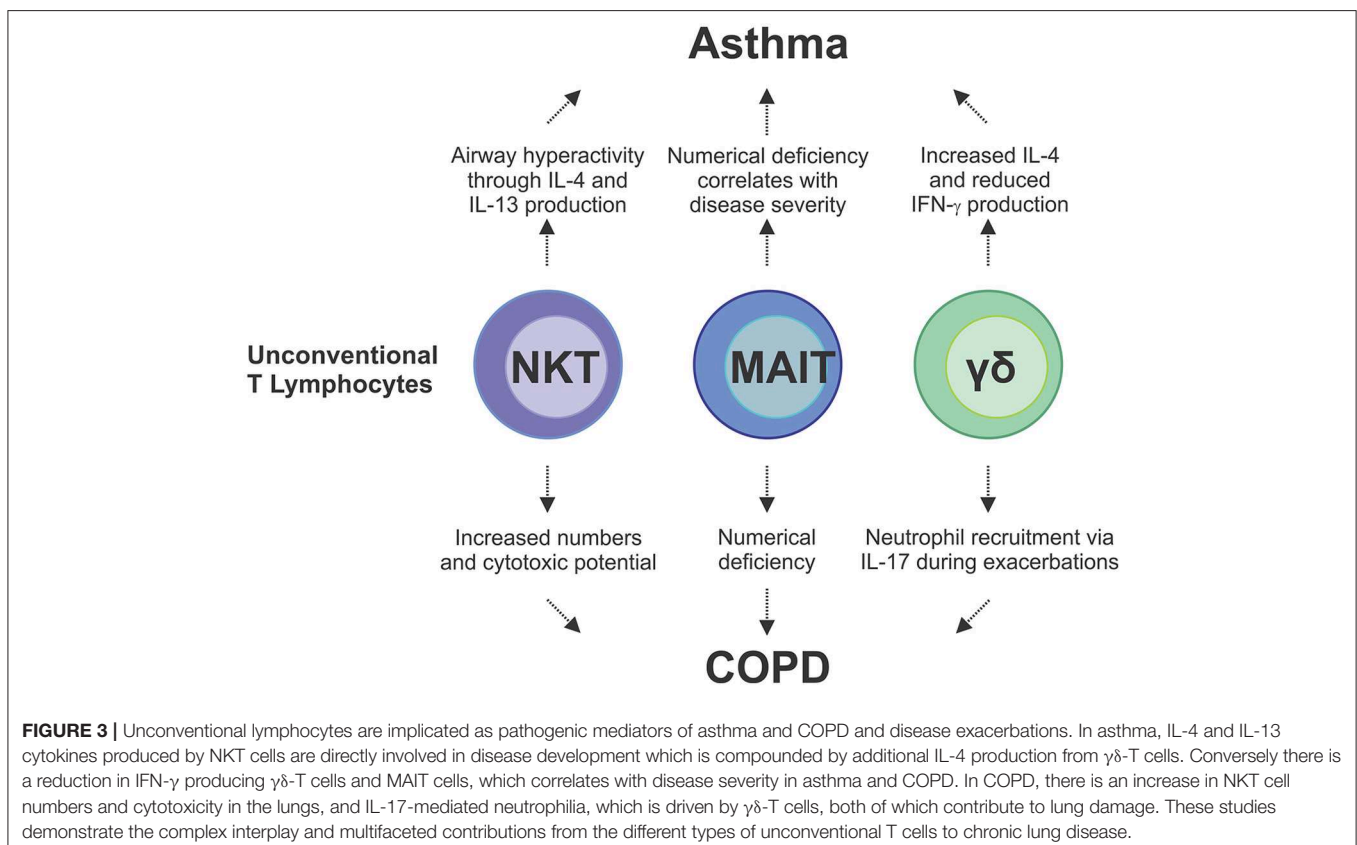 Asthma
Airway hyperactivity
through IL-4 and
IL-13 production
Numerical deficiency
correlates with
disease severity
Increased IL-4
and reduced
IFN-γ production
Unconventional
T Lymphocytes
NKT
MAIT
γδ
Increased numbers
and cytotoxic potential
Numerical
deficiency
Neutrophil recruitment via
IL-17 during exacerbations
COPD
FIGURE 3 | Unconventional lymphocytes are implicated as pathogenic mediators of asthma and COPD and disease exacerbations. In asthma, IL-4 and IL-13
cytokines produced by NKT cells are directly involved in disease development which is compounded by additional IL-4 production from γδ-T cells. Conversely there is
a reduction in IFN-γ producing γδ-T cells and MAIT cells, which correlates with disease severity in asthma and COPD. In COPD, there is an increase in NKT cell
numbers and cytotoxicity in the lungs, and IL-17-mediated neutrophilia, which is driven by γδ-T cells, both of which contribute to lung damage. These studies
demonstrate the complex interplay and multifaceted contributions from the different types of unconventional T cells to chronic lung disease.